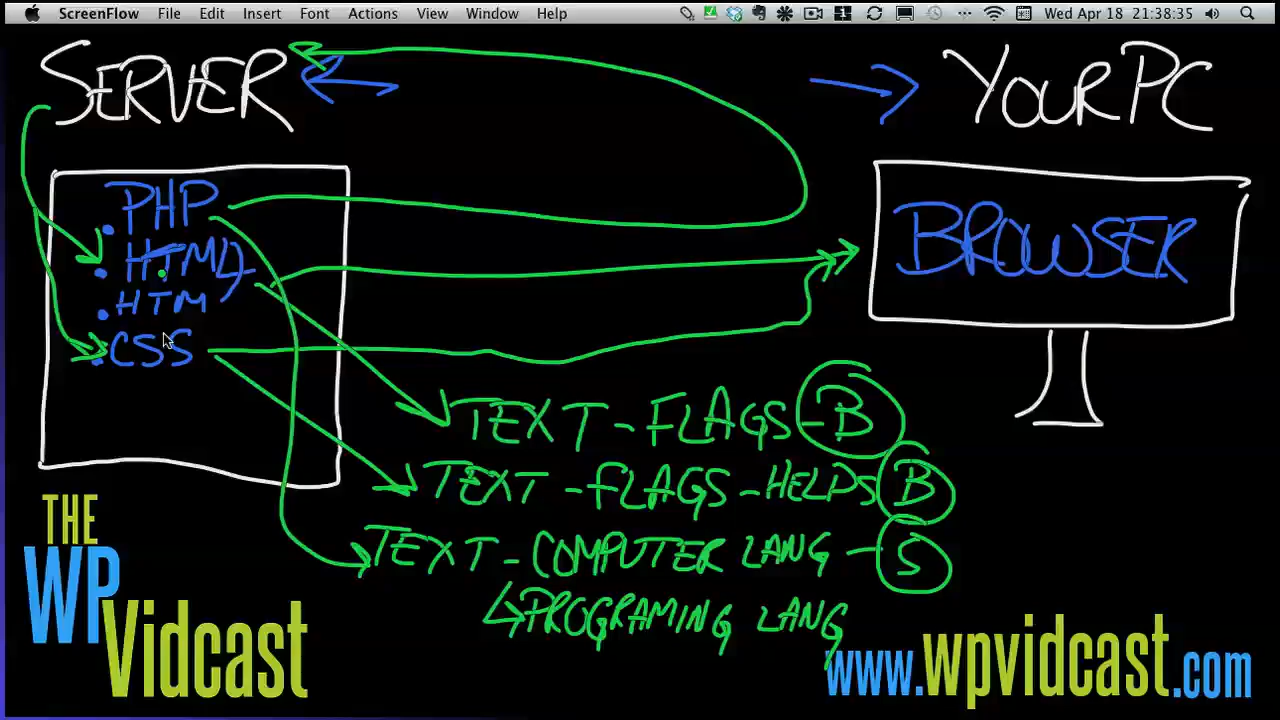 ScreenFlow File Edit Insert Font Actions View Window Help Wed Apr 18 21:38:35
SERVER
YOUR PC
. PHP
. HTML
. HTM
. CSS
BROWSER
TEXT - FLAGS - B
TEXT - FLAGS - HELPS B
TEXT - COMPUTER LANG - S
PROGRAMING LANG
THE
WP
Vidcast
www.wpvidcast.com